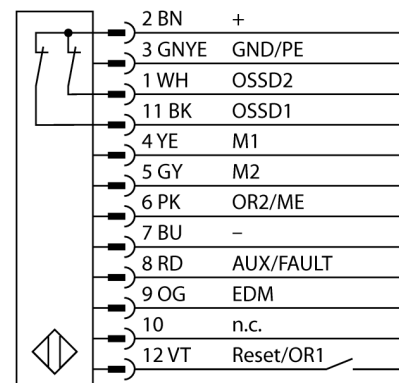 2 BN +
3 GNYE GND/PE
1 WH OSSD2
11 BK OSSD1
4 YE M1
5 GY M2
6 PK OR2/ME
7 BU –
8 RD AUX/FAULT
9 OG EDM
10 n.c.
12 VT Reset/OR1